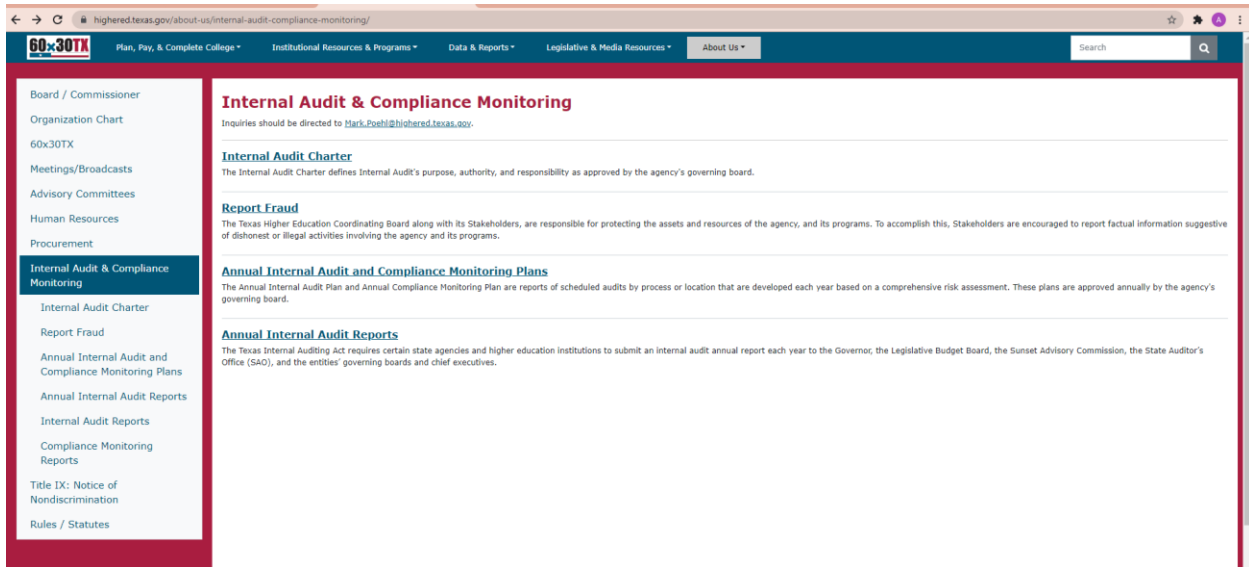 highered.texas.gov/about-us/internal-audit-compliance-monitoring/
A
60x30TX
Plan, Pay, & Complete College
Institutional Resources & Programs
Data & Reports
Legislative & Media Resources
About Us
Search
Board / Commissioner
Organization Chart
60x30TX
Meetings/Broadcasts
Advisory Committees
Human Resources
Procurement
Internal Audit & Compliance
Monitoring
Internal Audit Charter
Report Fraud
Annual Internal Audit and
Compliance Monitoring Plans
Annual Internal Audit Reports
Internal Audit Reports
Compliance Monitoring
Reports
Title IX: Notice of
Nondiscrimination
Rules / Statutes
Internal Audit & Compliance Monitoring
Inquiries should be directed to Mark.Poehl@highered.texas.gov.
Internal Audit Charter
The Internal Audit Charter defines Internal Audit's purpose, authority, and responsibility as approved by the agency's governing board.
Report Fraud
The Texas Higher Education Coordinating Board along with its Stakeholders, are responsible for protecting the assets and resources of the agency, and its programs. To accomplish this, Stakeholders are encouraged to report factual information suggestive
of dishonest or illegal activities involving the agency and its programs.
Annual Internal Audit and Compliance Monitoring Plans
The Annual Internal Audit Plan and Annual Compliance Monitoring Plan are reports of scheduled audits by process or location that are developed each year based on a comprehensive risk assessment. These plans are approved annually by the agency's
governing board.
Annual Internal Audit Reports
The Texas Internal Auditing Act requires certain state agencies and higher education institutions to submit an internal audit annual report each year to the Governor, the Legislative Budget Board, the Sunset Advisory Commission, the State Auditor's
Office (SAO), and the entities' governing boards and chief executives.